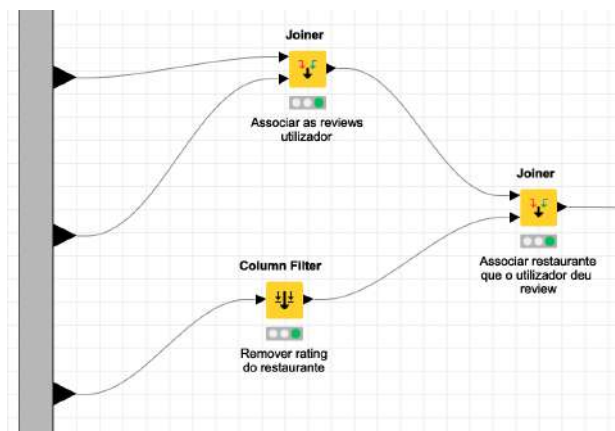 Joiner
Associar as reviews
utilizador
Joiner
Associar restaurante
que o utilizador deu
review
Column Filter
Remover rating
do restaurante